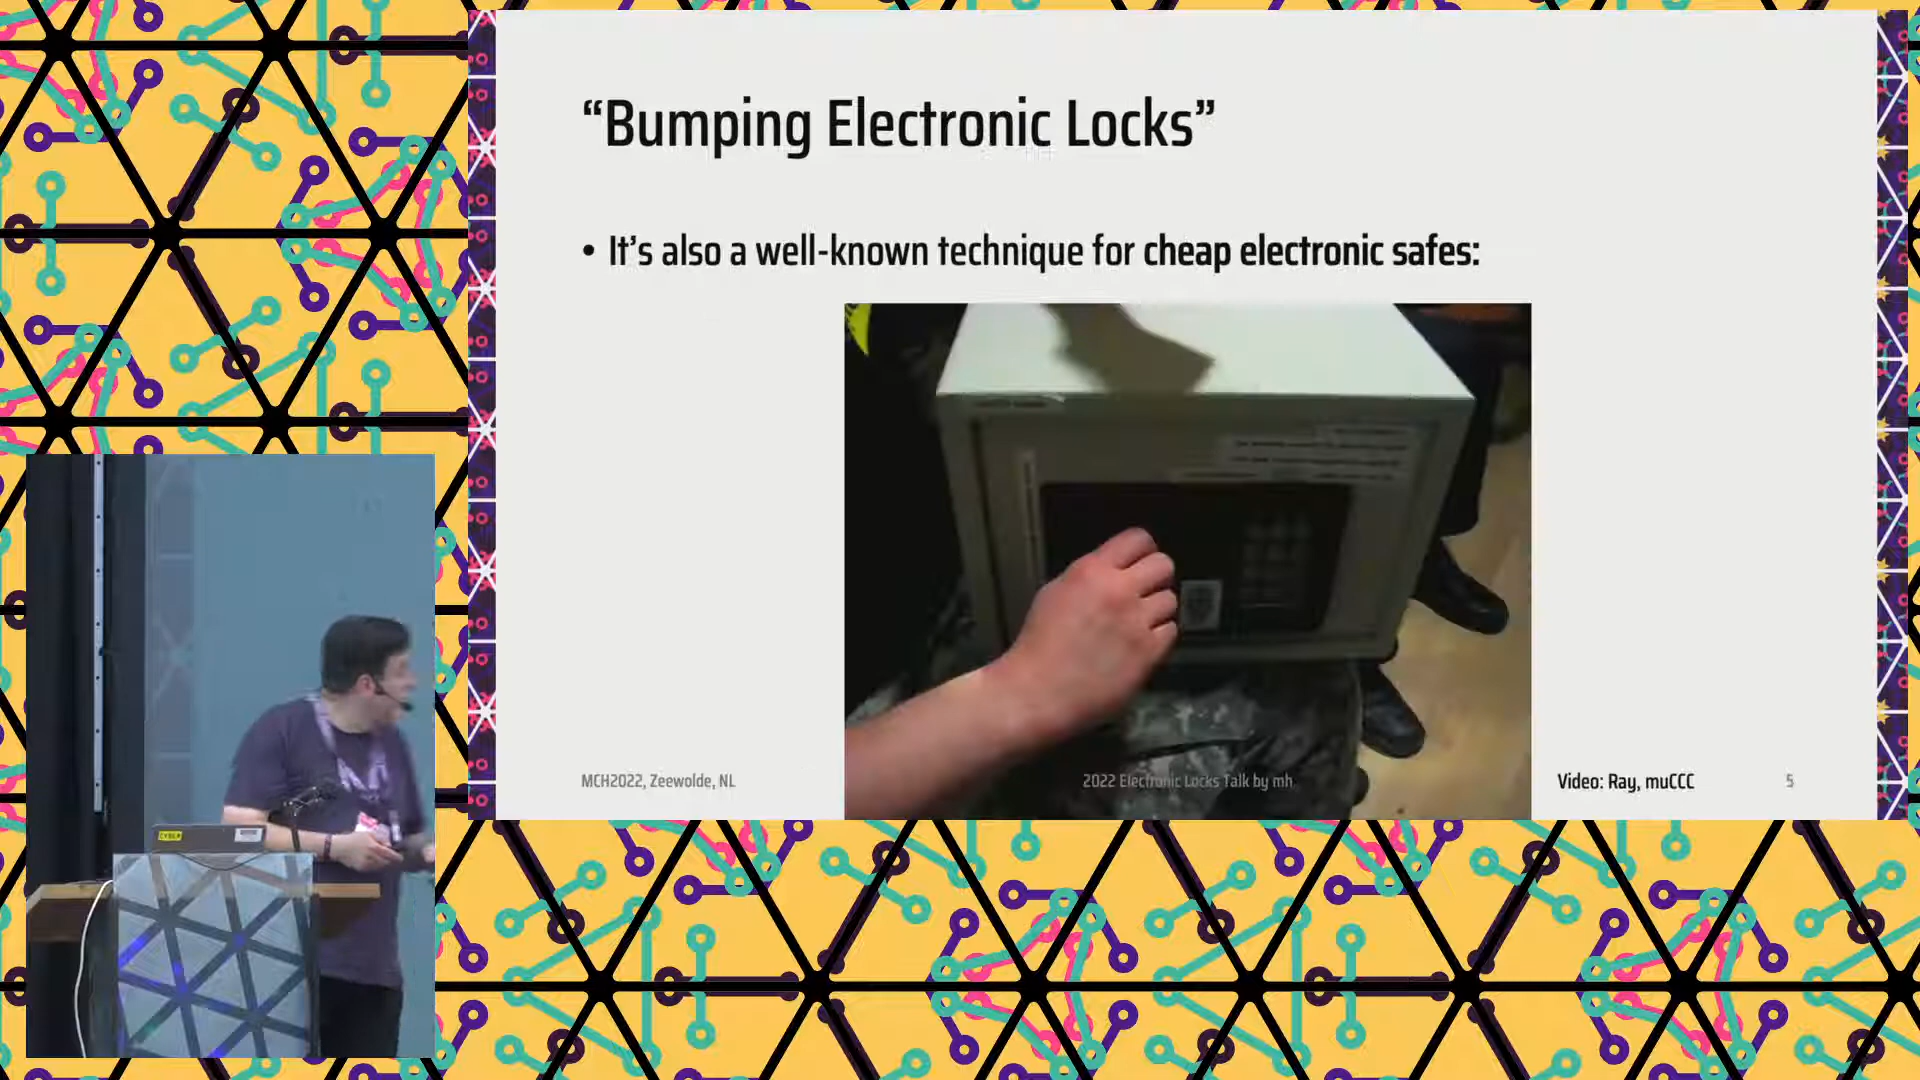 “Bumping Electronic Locks”
• It’s also a well-known technique for cheap electronic safes:
MCH2022, Zeewolde, NL
2022 Electronic Locks Talk by mh
Video: Ray, muCCC
5
CYBER